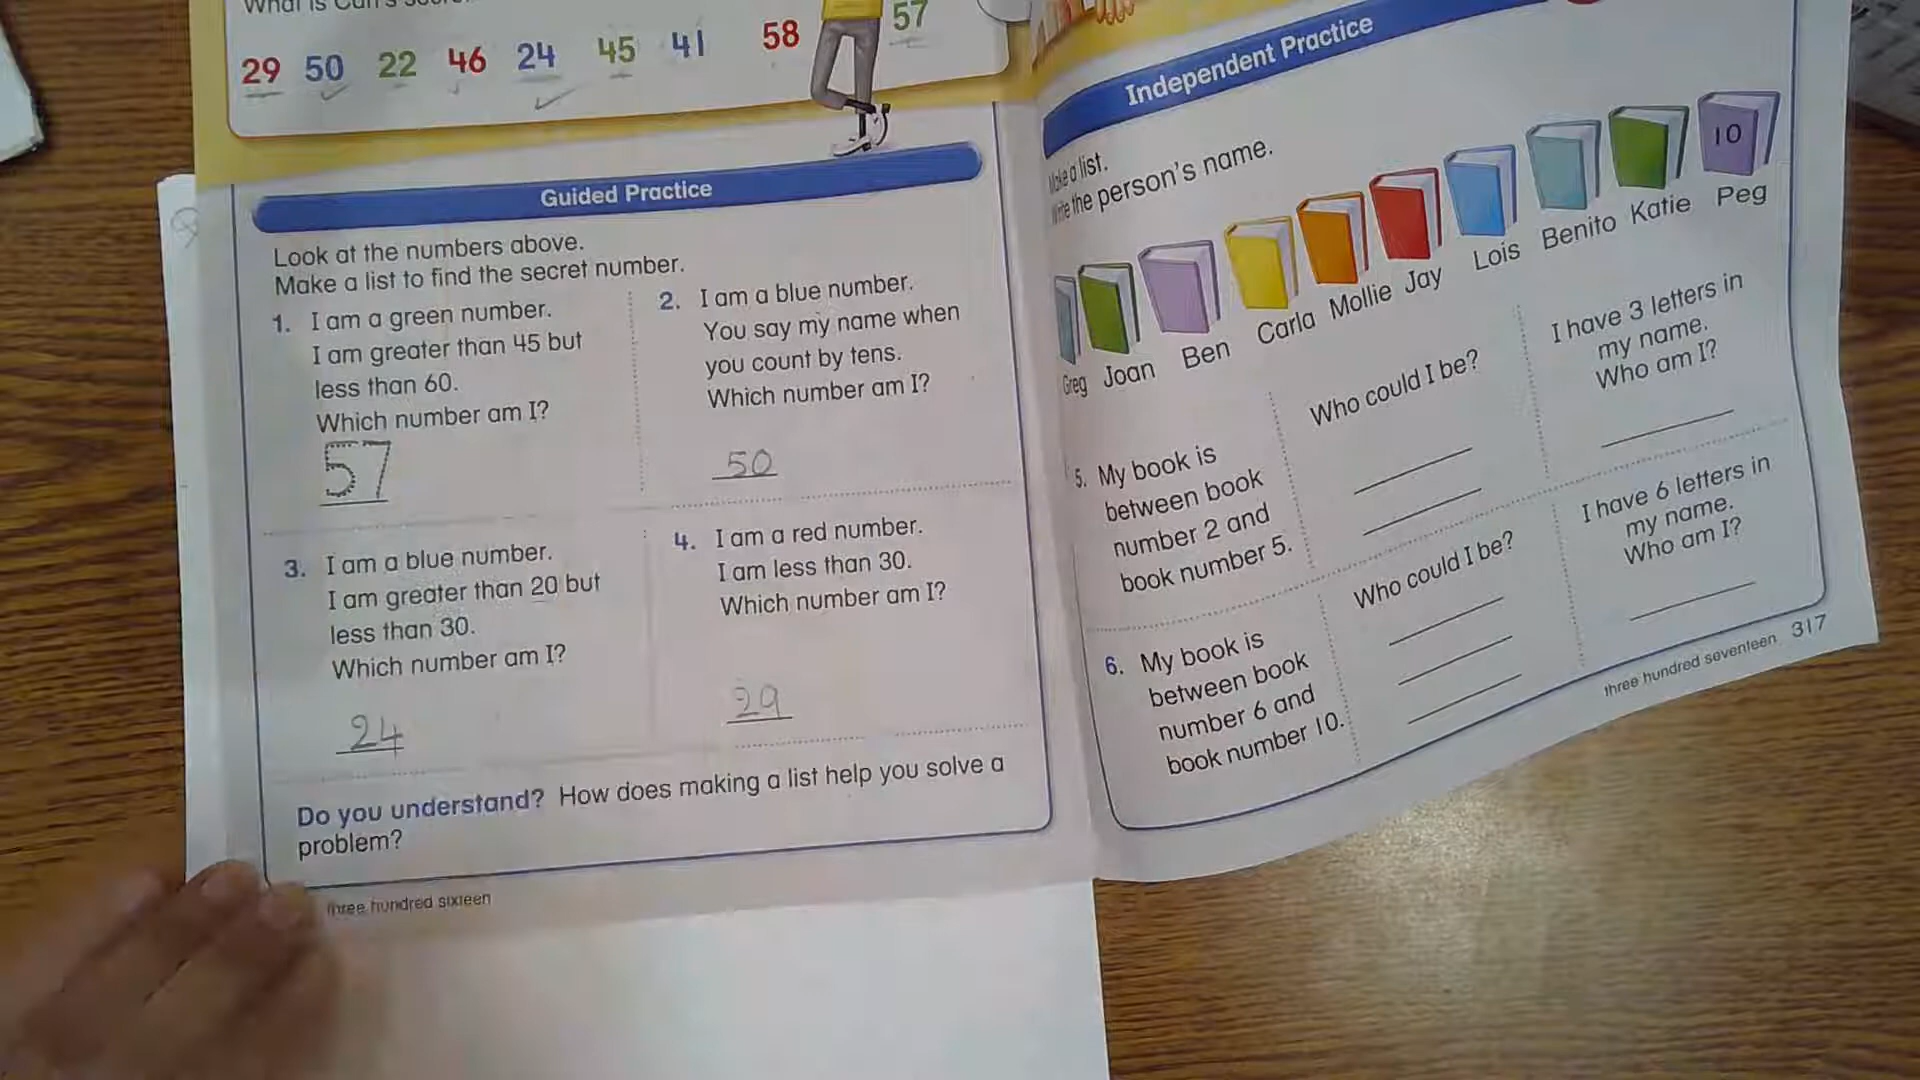 29 50 22 46 24 45 41 58 57
Guided Practice
Look at the numbers above.
Make a list to find the secret number.
1. I am a green number.
I am greater than 45 but
less than 60.
Which number am I?
57
2. I am a blue number.
You say my name when
you count by tens.
Which number am I?
50
3. I am a blue number.
I am greater than 20 but
less than 30.
Which number am I?
24
4. I am a red number.
I am less than 30.
Which number am I?
29
Do you understand? How does making a list help you solve a
problem?
three hundred sixteen
Independent Practice
Make a list.
Write the person's name.
10
Greg Joan Ben Carla Mollie Jay Lois Benito Katie Peg
5. My book is
between book
number 2 and
book number 5.
Who could I be?
I have 3 letters in
my name.
Who am I?
6. My book is
between book
number 6 and
book number 10.
Who could I be?
I have 6 letters in
my name.
Who am I?
three hundred seventeen 317